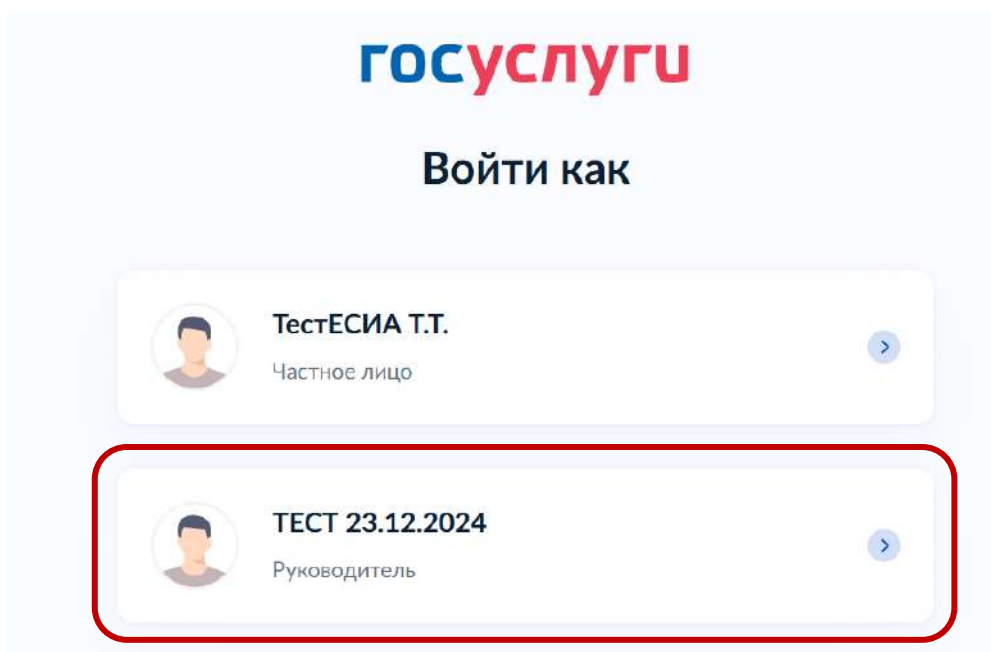 госуслуги
Войти как
ТестЕСИА Т.Т.
Частное лицо
ТЕСТ 23.12.2024
Руководитель